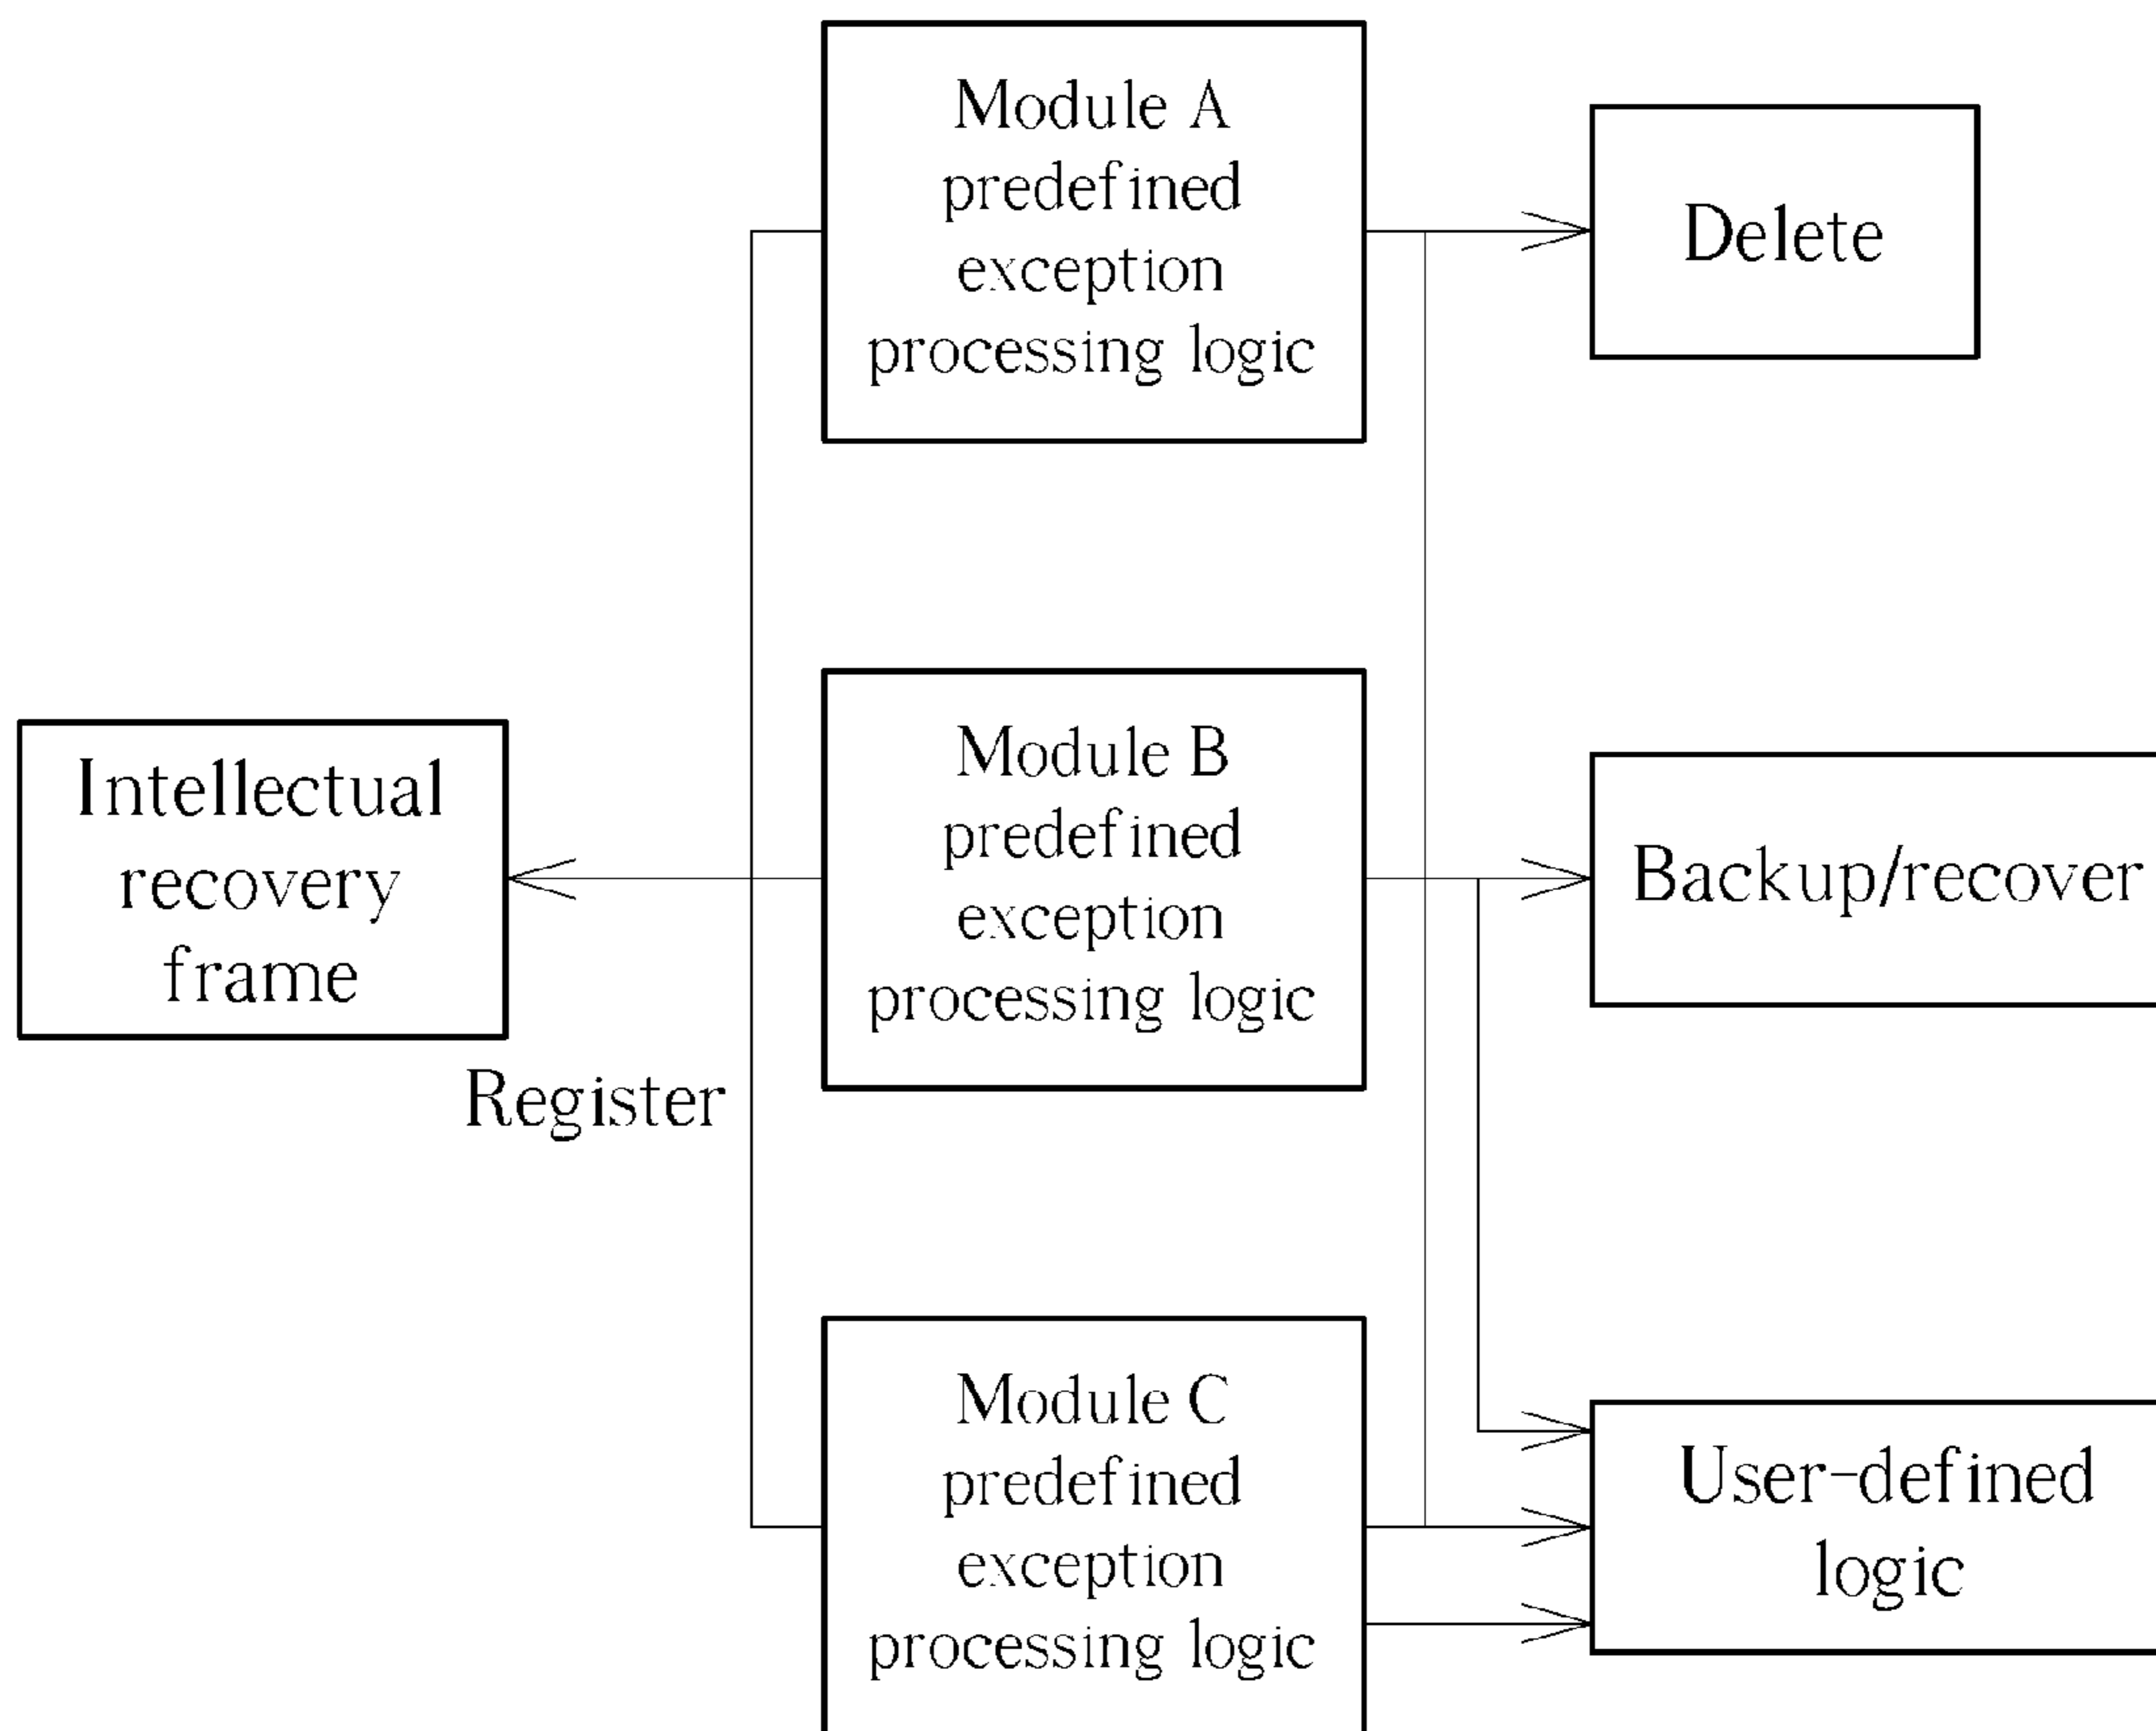 Module A
predefined
exception
processing logic
Delete
Intellectual
recovery
frame
Register
Module B
predefined
exception
processing logic
Backup/recover
Module C
predefined
exception
processing logic
User-defined
logic